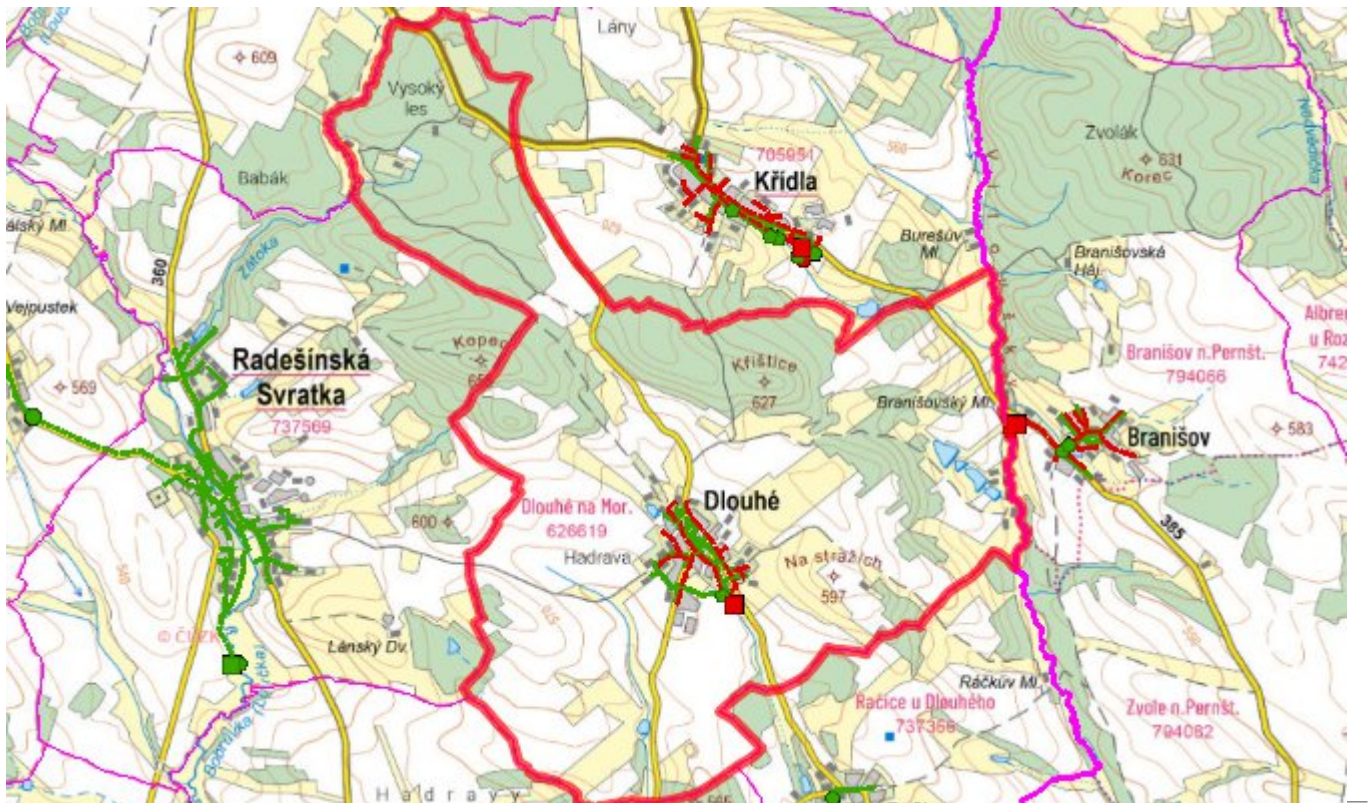 Lány
609
Vysoký
les
Zvolák
631
Korec
705951
Křídla
Babák
620
Burešův
Ml.
Branišovská
Háj.
Zátoka
360
Vejpustek
Kopec
Radešínská
Svratka
737569
569
Křištice
627
Branišov n.Pernšt.
794066
Branišovský Ml.
583
Branišov
Dlouhé na Mor.
626619
Dlouhé
600
385
Hadrava
Na strážích
597
© ČÚZK
Lánský Dv.
Ráčkův Ml.
Račice u Dlouhého
737356
Zvole n.Pernšt.
794082
Hadravy